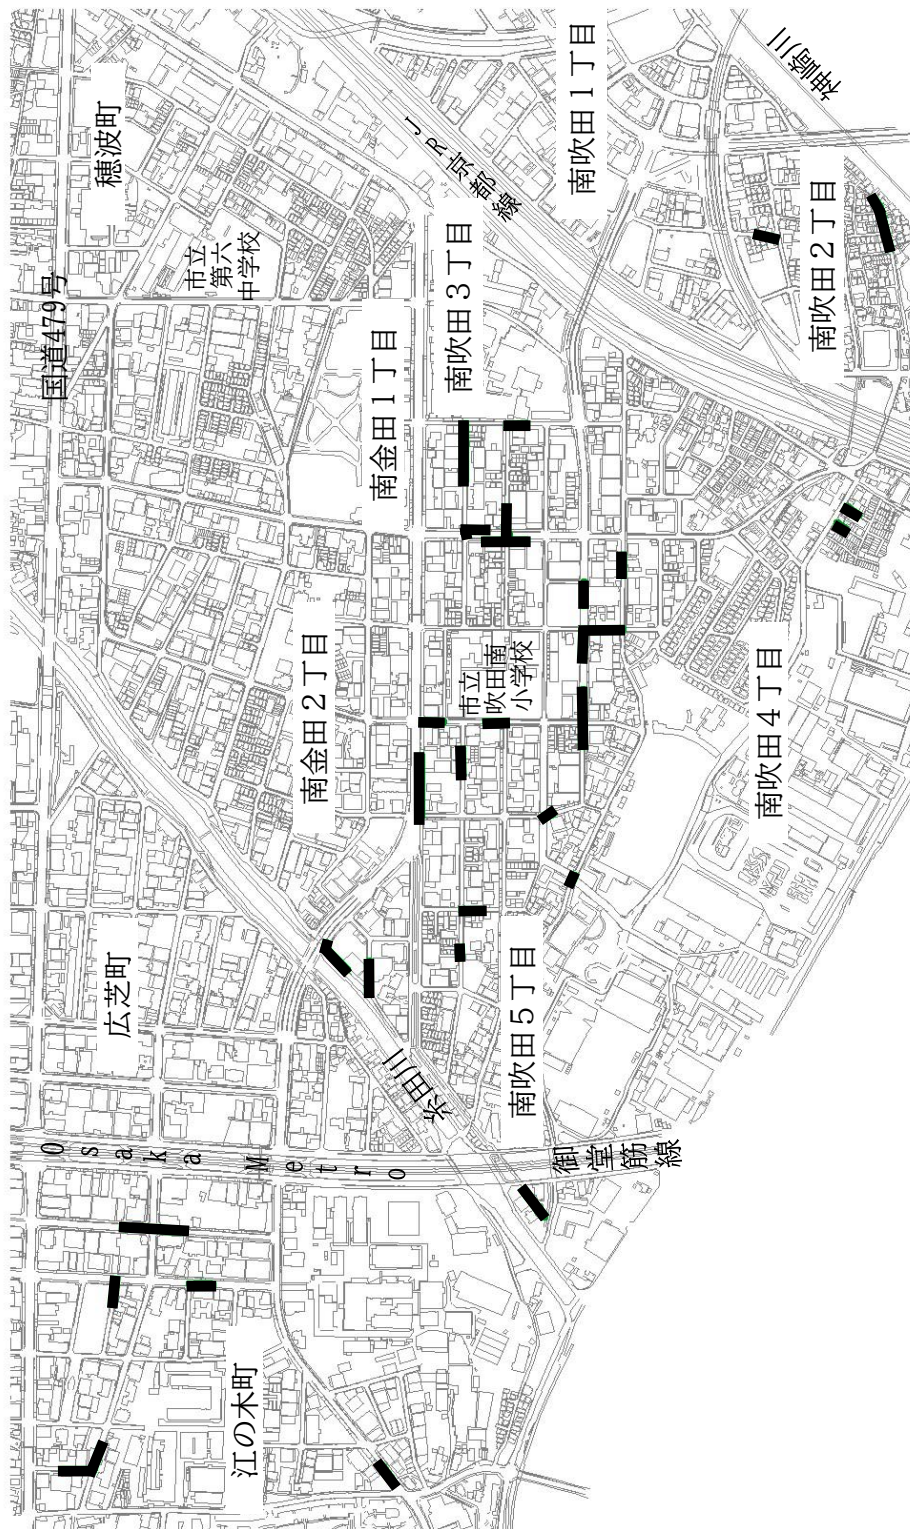 国道479号
穂波町
市立
第六
中学校
JR京都線
南吹田1丁目
神崎川
南吹田2丁目
南吹田3丁目
南金田1丁目
南金田2丁目
市立
吹田南
小学校
南吹田4丁目
広芝町
糸田川
南吹田5丁目
Osaka Metro
御堂筋線
江の木町